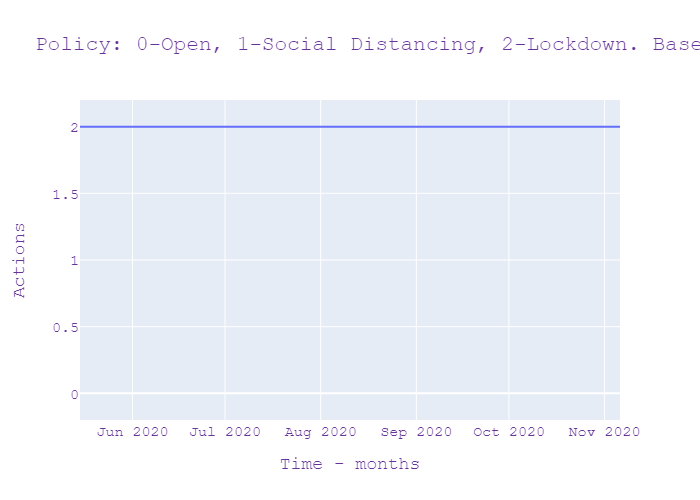 Policy: 0-Open, 1-Social Distancing, 2-Lockdown. Base
2
1.5
1
0.5
0
Actions
Jun 2020 Jul 2020 Aug 2020 Sep 2020 Oct 2020 Nov 2020
Time - months